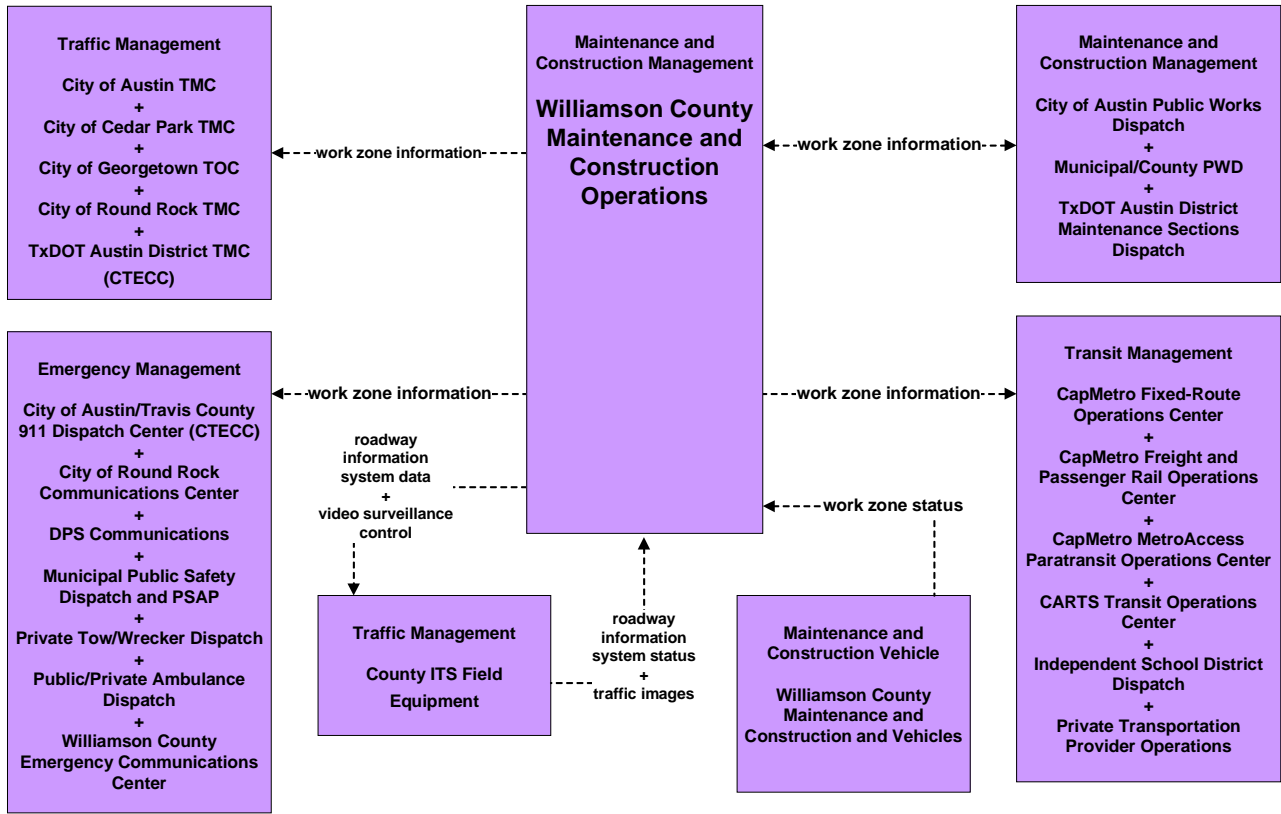 Traffic Management
City of Austin TMC
+
City of Cedar Park TMC
+
City of Georgetown TOC
+
City of Round Rock TMC
+
TxDOT Austin District TMC
(CTECC)
work zone information
Maintenance and
Construction Management
Williamson County
Maintenance and
Construction
Operations
work zone information
Maintenance and
Construction Management
City of Austin Public Works
Dispatch
+
Municipal/County PWD
+
TxDOT Austin District
Maintenance Sections
Dispatch
Emergency Management
City of Austin/Travis County
911 Dispatch Center (CTECC)
+
City of Round Rock
Communications Center
+
DPS Communications
+
Municipal Public Safety
Dispatch and PSAP
+
Private Tow/Wrecker Dispatch
+
Public/Private Ambulance
Dispatch
+
Williamson County
Emergency Communications
Center
work zone information
roadway
information
system data
+
video surveillance
control
Traffic Management
County ITS Field
Equipment
roadway
information
system status
+
traffic images
work zone information
work zone status
Maintenance and
Construction Vehicle
Williamson County
Maintenance and
Construction and Vehicles
Transit Management
CapMetro Fixed-Route
Operations Center
+
CapMetro Freight and
Passenger Rail Operations
Center
+
CapMetro MetroAccess
Paratransit Operations Center
+
CARTS Transit Operations
Center
+
Independent School District
Dispatch
+
Private Transportation
Provider Operations